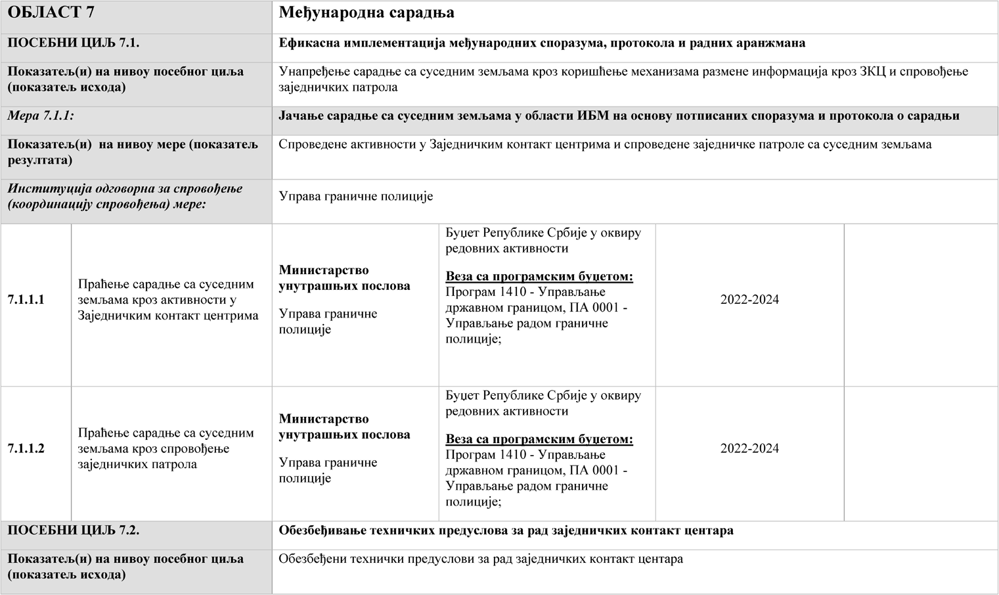 ОБЛАСТ 7
Међународна сарадња
ПОСЕБНИ ЦИЉ 7.1.
Ефикасна имплементација међународних споразума, протокола и радних аранжмана
Показатељ(и) на нивоу посебног циља
(показатељ исхода)
Унапређење сарадње са суседним земљама кроз коришћење механизама размене информација кроз ЗКЦ и спровођење
заједничких патрола
Мера 7.1.1:
Јачање сарадње са суседним земљама у области ИБМ на основу потписаних споразума и протокола о сарадњи
Показатељ(и)  на нивоу мере (показатељ
резултата)
Спроведене активности у Заједничким контакт центрима и спроведене заједничке патроле са суседним земљама
Институција одговорна за спровођење
(координацију спровођења) мере:
Управа граничне полиције
7.1.1.1
Праћење сарадње са суседним
земљама кроз активности у
Заједничким контакт центрима
Министарство
унутрашњих послова
Управа граничне
полиције
Буџет Републике Србије у оквиру
редовних активности
Веза са програмским буџетом:
Програм 1410 - Управљање
државном границом, ПА 0001 -
Управљање радом граничне
полиције;
2022-2024
7.1.1.2
Праћење сарадње са суседним
земљама кроз спровођење
заједничких патрола
Министарство
унутрашњих послова
Управа граничне
полиције
Буџет Републике Србије у оквиру
редовних активности
Веза са програмским буџетом:
Програм 1410 - Управљање
државном границом, ПА 0001 -
Управљање радом граничне
полиције;
2022-2024
ПОСЕБНИ ЦИЉ 7.2.
Обезбеђивање техничких предуслова за рад заједничких контакт центара
Показатељ(и) на нивоу посебног циља
(показатељ исхода)
Обезбеђени технички предуслови за рад заједничких контакт центара